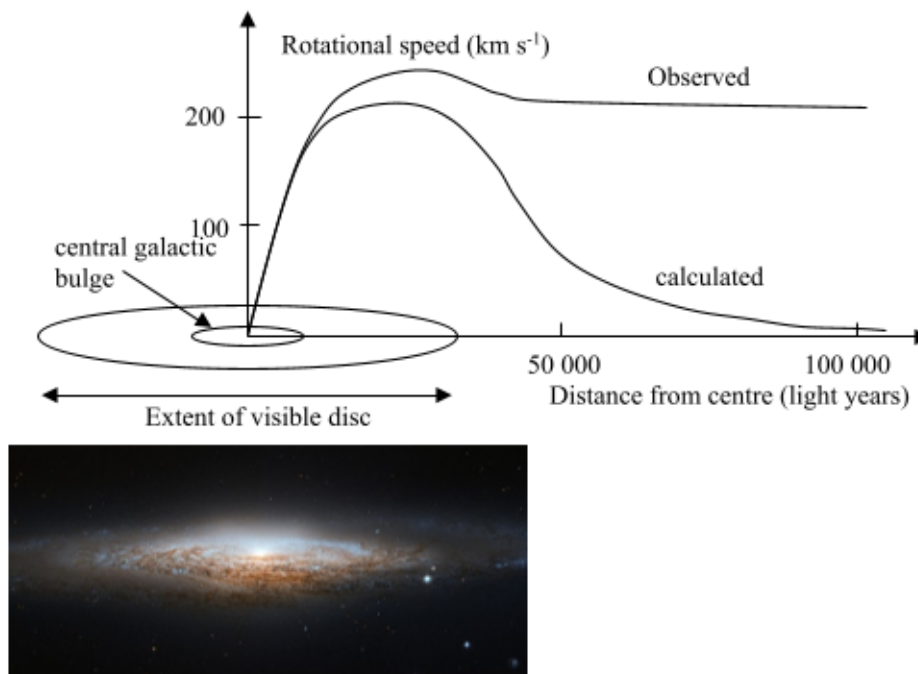 Rotational speed (km s⁻¹)
Observed
200
100
central galactic
bulge
calculated
50 000
100 000
Distance from centre (light years)
Extent of visible disc